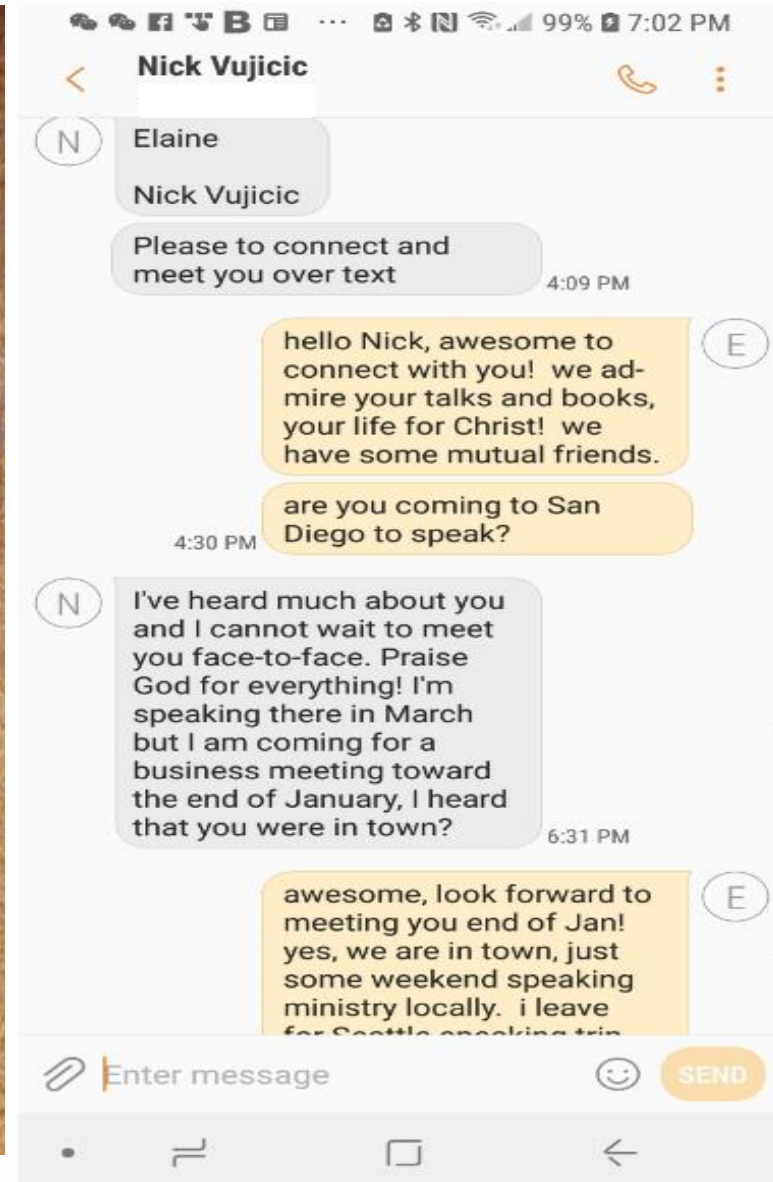 99% 7:02 PM
Nick Vujicic
N
Elaine
Nick Vujicic
Please to connect and
meet you over text
4:09 PM
E
hello Nick, awesome to
connect with you!  we ad-
mire your talks and books,
your life for Christ!  we
have some mutual friends.
are you coming to San
Diego to speak?
4:30 PM
N
I've heard much about you
and I cannot wait to meet
you face-to-face. Praise
God for everything! I'm
speaking there in March
but I am coming for a
business meeting toward
the end of January, I heard
that you were in town?
6:31 PM
E
awesome, look forward to
meeting you end of Jan!
yes, we are in town, just
some weekend speaking
ministry locally.  i leave
for Seattle speaking trip
Enter message
SEND